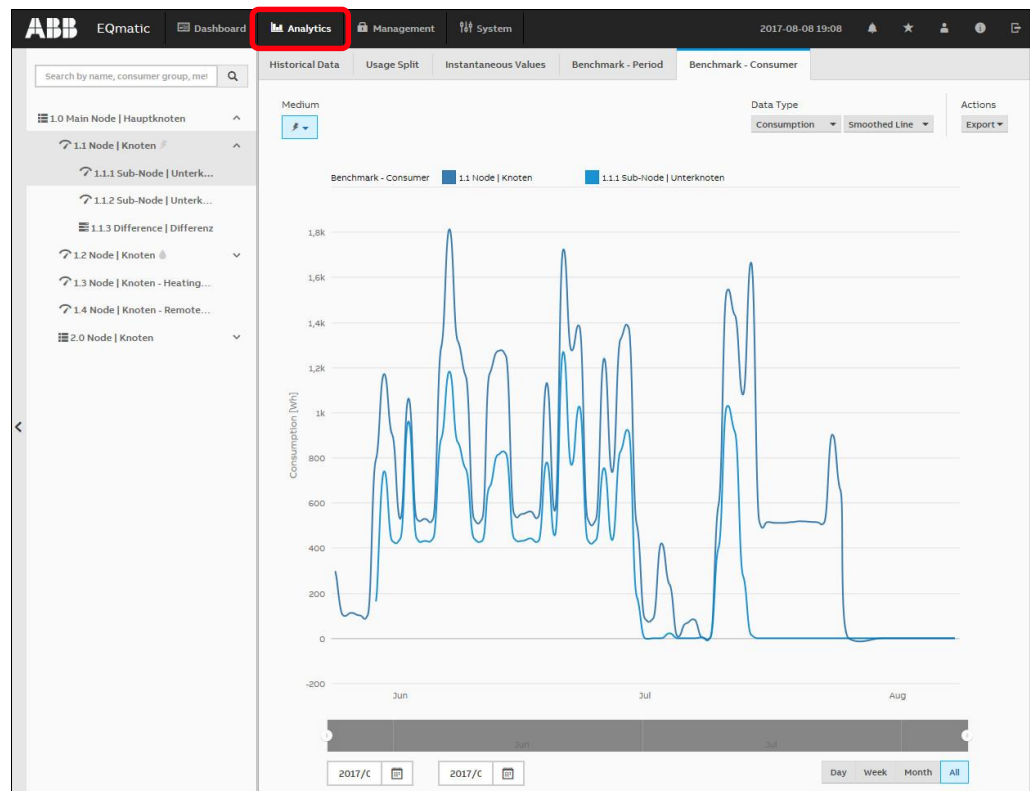 ABB EQmatic Dashboard Analytics Management System 2017-08-08 19:08
Search by name, consumer group, met
Historical Data Usage Split Instantaneous Values Benchmark - Period Benchmark - Consumer
1.0 Main Node | Hauptknoten
1.1 Node | Knoten
1.1.1 Sub-Node | Unterk...
1.1.2 Sub-Node | Unterk...
1.1.3 Difference | Differenz
1.2 Node | Knoten
1.3 Node | Knoten - Heating...
1.4 Node | Knoten - Remote...
2.0 Node | Knoten
Medium
Data Type
Consumption Smoothed Line
Actions
Export
Benchmark - Consumer 1.1 Node | Knoten 1.1.1 Sub-Node | Unterknoten
Consumption [Wh]
1,8k
1,6k
1,4k
1,2k
1k
800
600
400
200
0
-200
Jun Jul Aug
Jun Jul
2017/0 2017/0
Day Week Month All